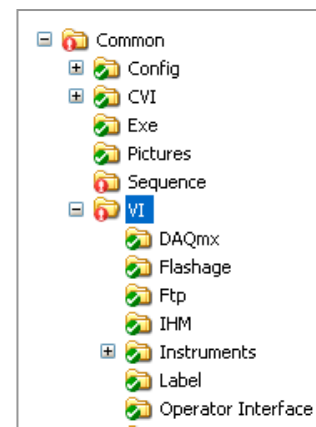 Common
Config
CVI
Exe
Pictures
Sequence
VI
DAQmx
Flashage
Ftp
IHM
Instruments
Label
Operator Interface